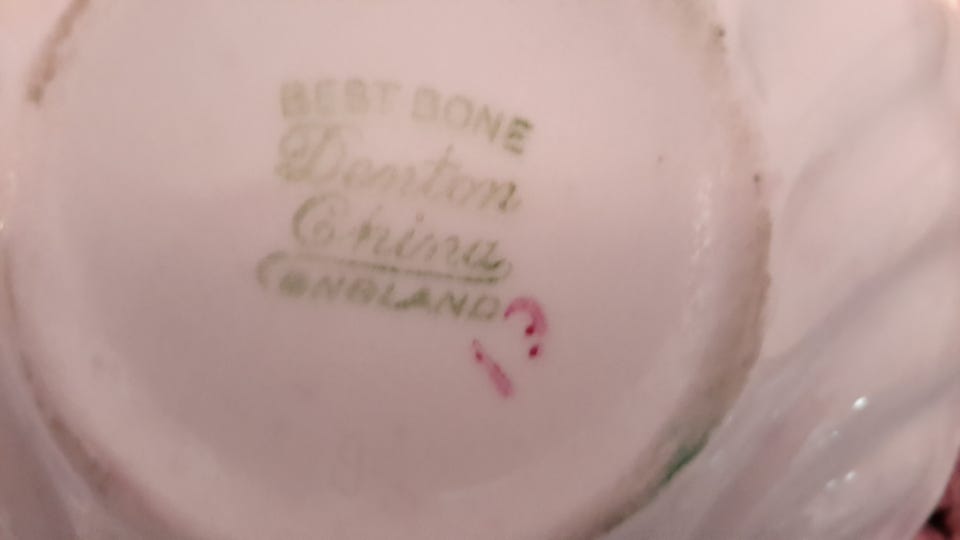 BEST BONE
Denton
China
ENGLAND